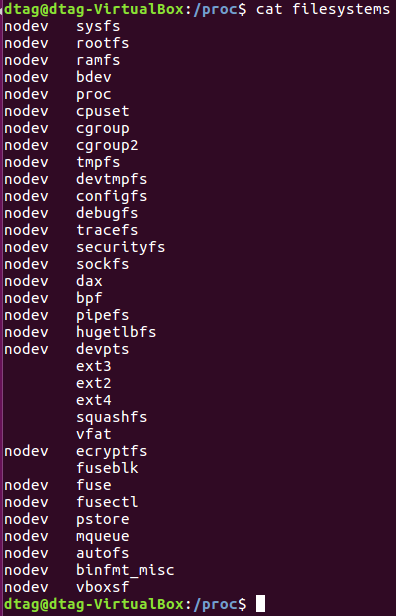 dtag@dtag-VirtualBox:/proc$ cat filesystems
nodev   sysfs
nodev   rootfs
nodev   ramfs
nodev   bdev
nodev   proc
nodev   cpuset
nodev   cgroup
nodev   cgroup2
nodev   tmpfs
nodev   devtmpfs
nodev   configfs
nodev   debugfs
nodev   tracefs
nodev   securityfs
nodev   sockfs
nodev   dax
nodev   bpf
nodev   pipefs
nodev   hugetlbfs
nodev   devpts
        ext3
        ext2
        ext4
        squashfs
        vfat
nodev   ecryptfs
        fuseblk
nodev   fuse
nodev   fusectl
nodev   pstore
nodev   mqueue
nodev   autofs
nodev   binfmt_misc
nodev   vboxsf
dtag@dtag-VirtualBox:/proc$